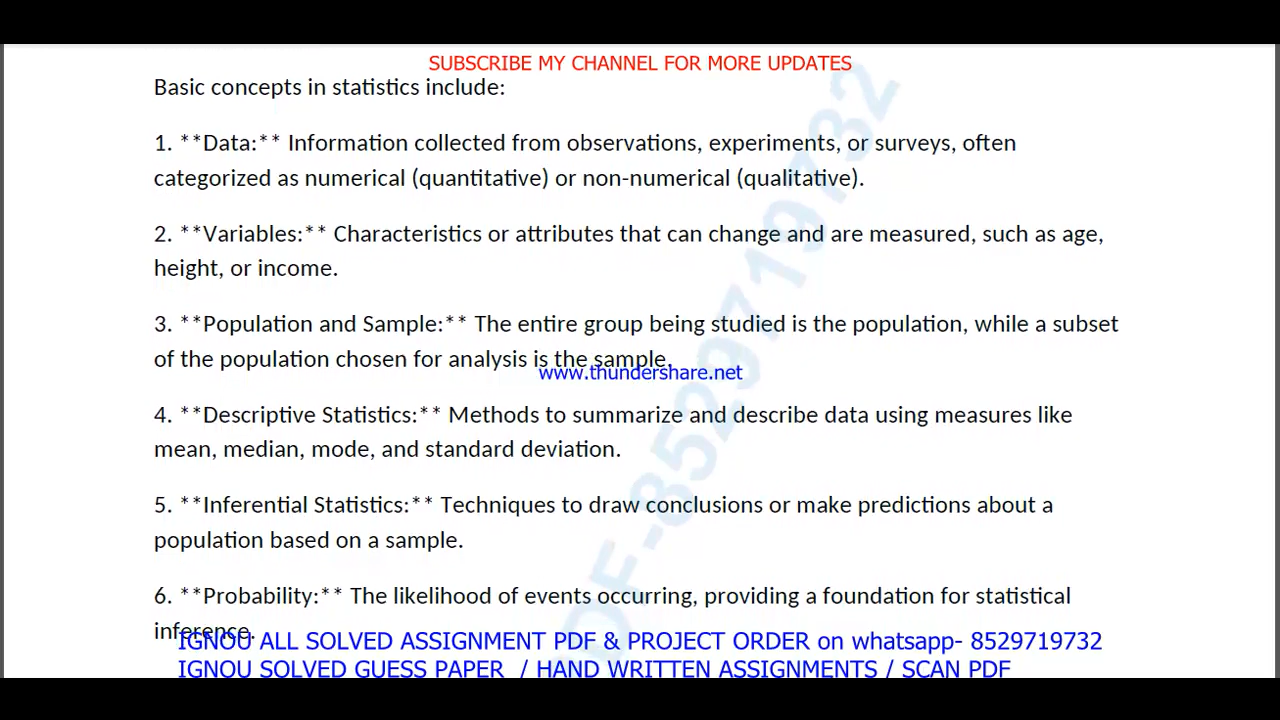 SUBSCRIBE MY CHANNEL FOR MORE UPDATES
Basic concepts in statistics include:
1. **Data:** Information collected from observations, experiments, or surveys, often
categorized as numerical (quantitative) or non-numerical (qualitative).
2. **Variables:** Characteristics or attributes that can change and are measured, such as age,
height, or income.
3. **Population and Sample:** The entire group being studied is the population, while a subset
of the population chosen for analysis is the sample.
www.thundershare.net
4. **Descriptive Statistics:** Methods to summarize and describe data using measures like
mean, median, mode, and standard deviation.
5. **Inferential Statistics:** Techniques to draw conclusions or make predictions about a
population based on a sample.
6. **Probability:** The likelihood of events occurring, providing a foundation for statistical
inference.
IGNOU ALL SOLVED ASSIGNMENT PDF & PROJECT ORDER on whatsapp- 8529719732
IGNOU SOLVED GUESS PAPER / HAND WRITTEN ASSIGNMENTS / SCAN PDF
PDF-8529719732